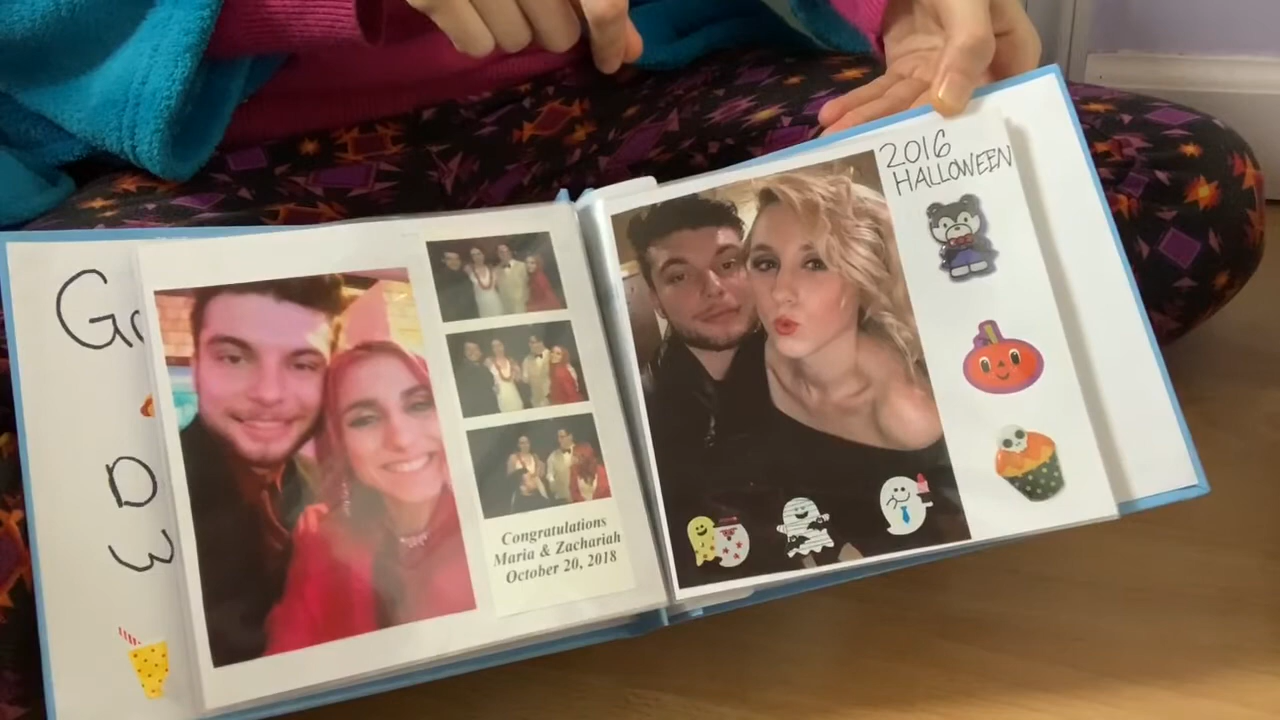 D
W
Congratulations
Maria & Zachariah
October 20, 2018
2016
HALLOWEEN